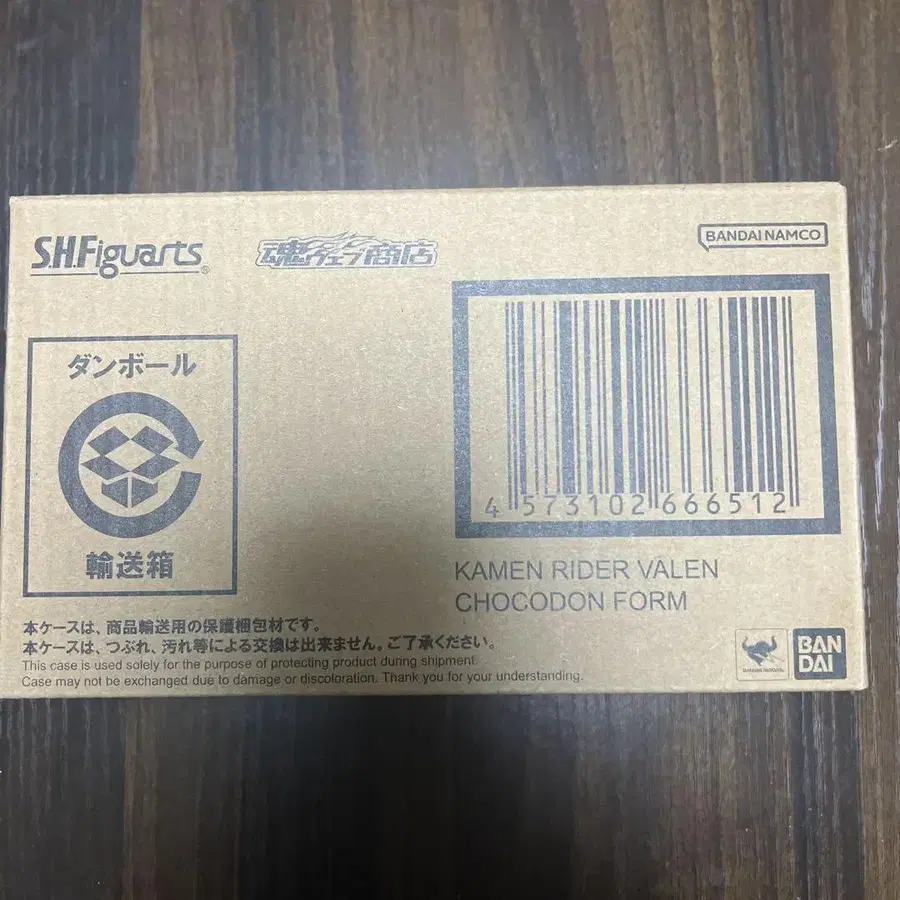 S.H.Figuarts
魂ウェブ商店
BANDAI NAMCO
ダンボール
輸送箱
4 573102 666512
KAMEN RIDER VALEN
CHOCODON FORM
本ケースは、商品輸送用の保護梱包材です。
本ケースは、つぶれ、汚れ等による交換は出来ません。ご了承ください。
This case is used solely for the purpose of protecting product during shipment.
Case may not be exchanged due to damage or discoloration. Thank you for your understanding.
BAN
DAI